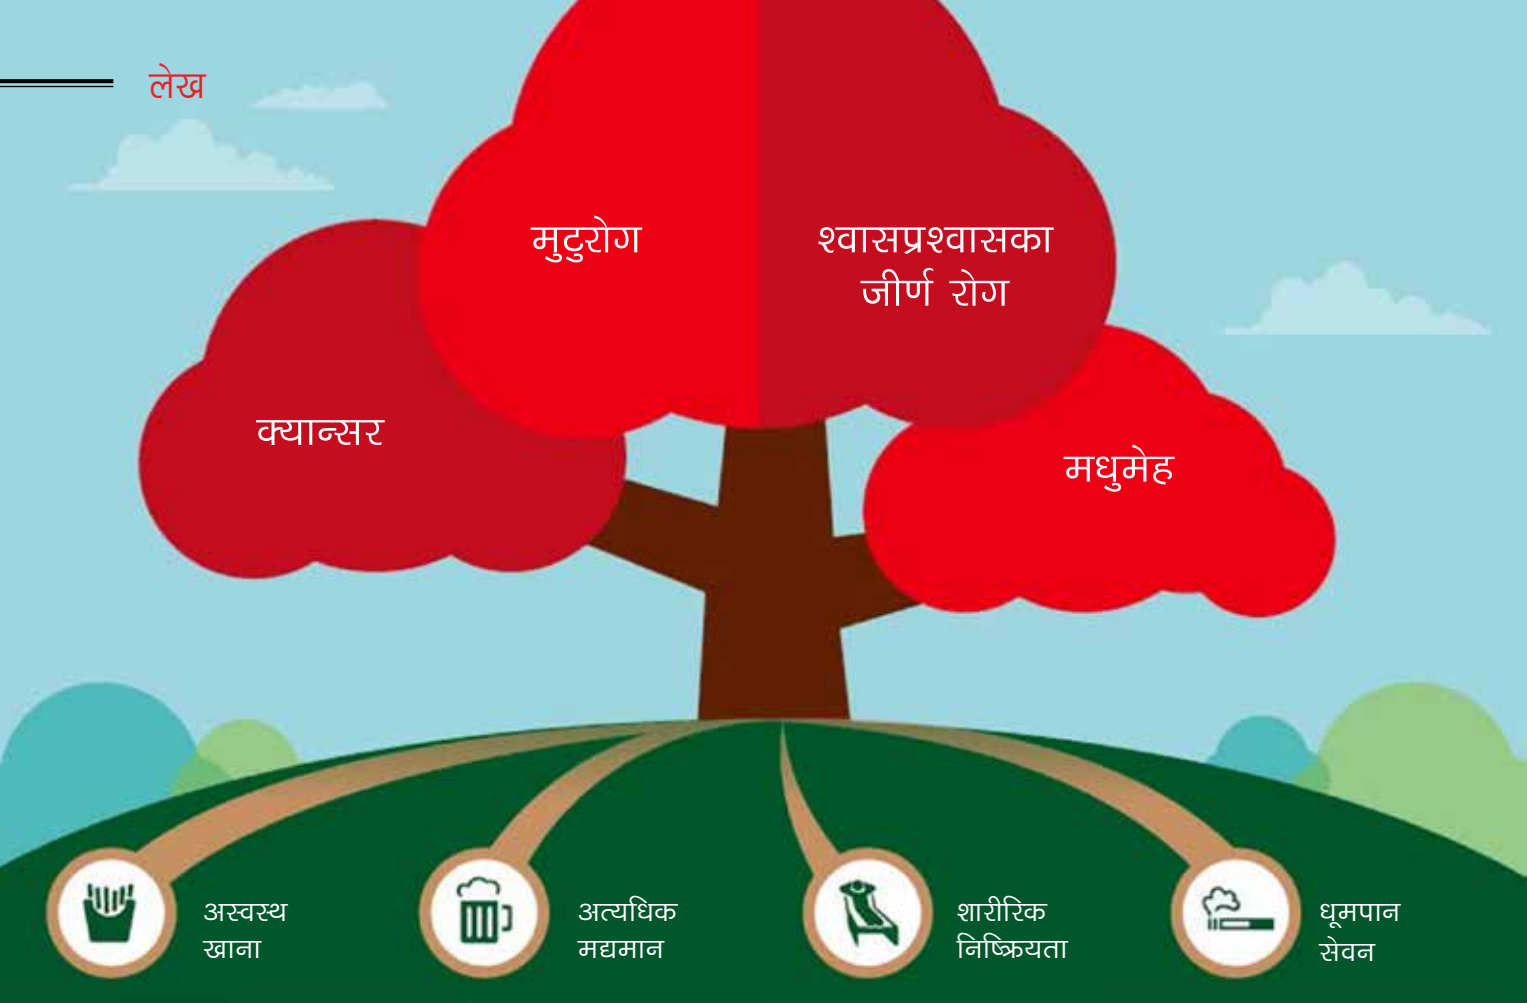 लेख
मुटुरोग
श्वासप्रश्वासका
जीर्ण रोग
क्यान्सर
मधुमेह
अस्वस्थ
खाना
अत्यधिक
मद्यमान
शारीरिक
निष्क्रियता
धूमपान
सेवन